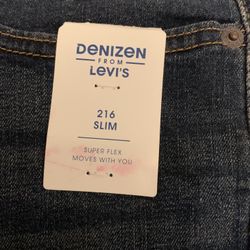 DENIZEN
FROM
LEVI'S
216
SLIM
SUPER FLEX
MOVES WITH YOU